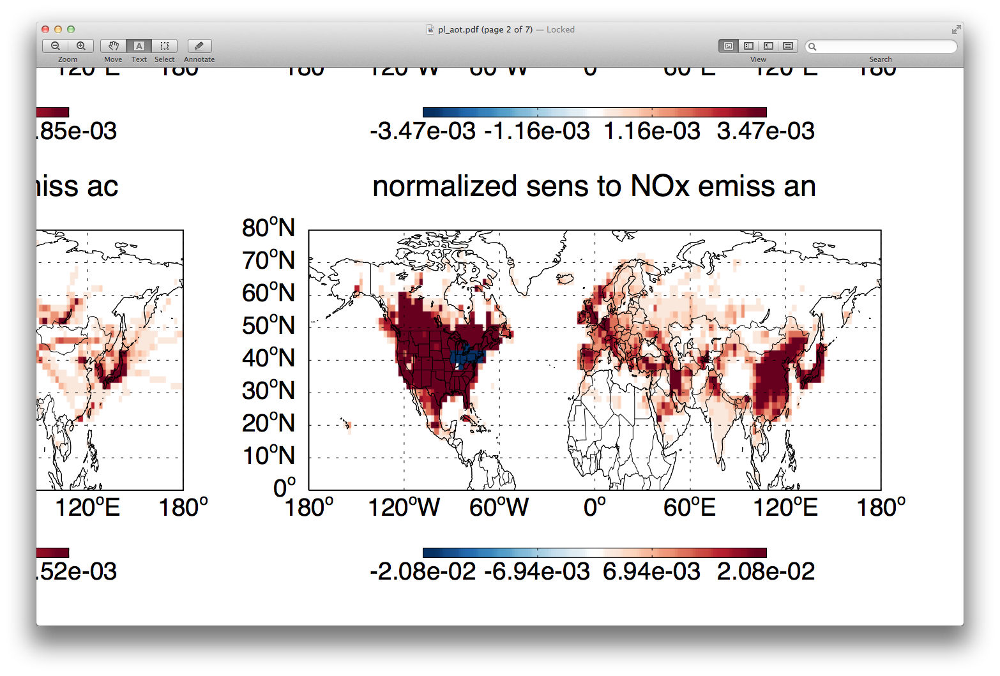 pl_aot.pdf (page 2 of 7) — Locked
Zoom Move Text Select Annotate View Search
120°E 180° 180° 120°W 60°W 0° 60°E 120°E 180°
.85e-03 -3.47e-03 -1.16e-03 1.16e-03 3.47e-03
iss ac normalized sens to NOx emiss an
80°N
70°N
60°N
50°N
40°N
30°N
20°N
10°N
0°
120°E 180° 180° 120°W 60°W 0° 60°E 120°E 180°
.52e-03 -2.08e-02 -6.94e-03 6.94e-03 2.08e-02